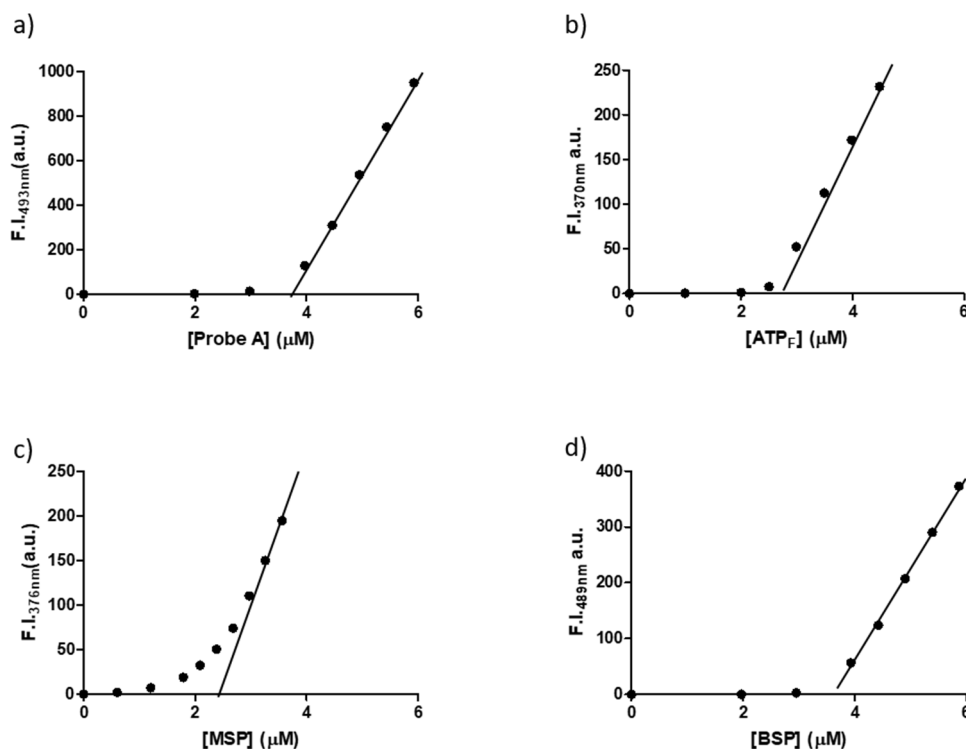 a)
1000
800
600
400
200
0
F.I.493nm(a.u.)
0 2 4 6
[Probe A] (μM)
b)
250
200
150
100
50
0
F.I.370nm a.u.
0 2 4 6
[ATPF] (μM)
c)
250
200
150
100
50
0
F.I.376nm(a.u.)
0 2 4 6
[MSP] (μM)
d)
400
300
200
100
0
F.I.489nm a.u.
0 2 4 6
[BSP] (μM)